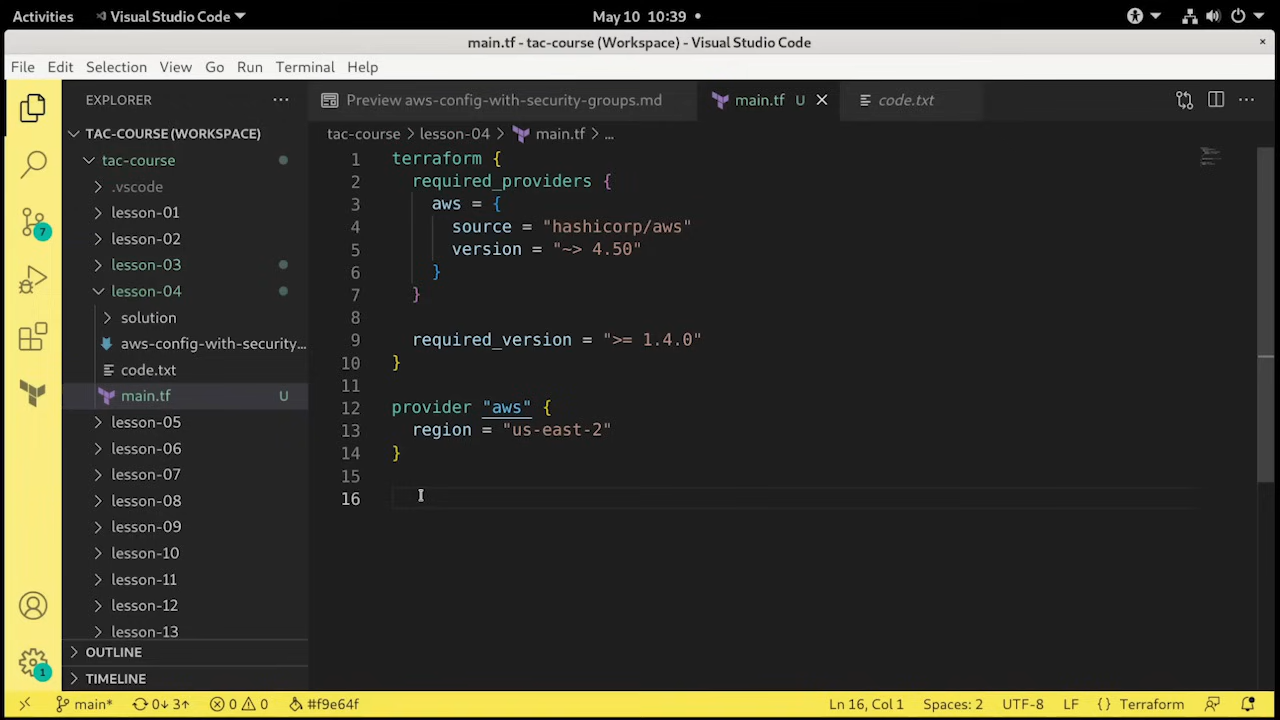 Activities Visual Studio Code May 10 10:39
main.tf - tac-course (Workspace) - Visual Studio Code ×
File Edit Selection View Go Run Terminal Help
EXPLORER ... Preview aws-config-with-security-groups.md main.tf U code.txt ...
TAC-COURSE (WORKSPACE)
tac-course
.vscode
lesson-01
lesson-02
lesson-03
lesson-04
solution
aws-config-with-security...
code.txt
main.tf U
lesson-05
lesson-06
lesson-07
lesson-08
lesson-09
lesson-10
lesson-11
lesson-12
lesson-13
OUTLINE
TIMELINE
7
1
tac-course > lesson-04 > main.tf > ...
1 terraform {
2 required_providers {
3 aws = {
4 source = "hashicorp/aws"
5 version = "~> 4.50"
6 }
7 }
8
9 required_version = ">= 1.4.0"
10 }
11
12 provider "aws" {
13 region = "us-east-2"
14 }
15
16
main* 0↓ 3↑ 0 0 #f9e64f Ln 16, Col 1 Spaces: 2 UTF-8 LF {} Terraform